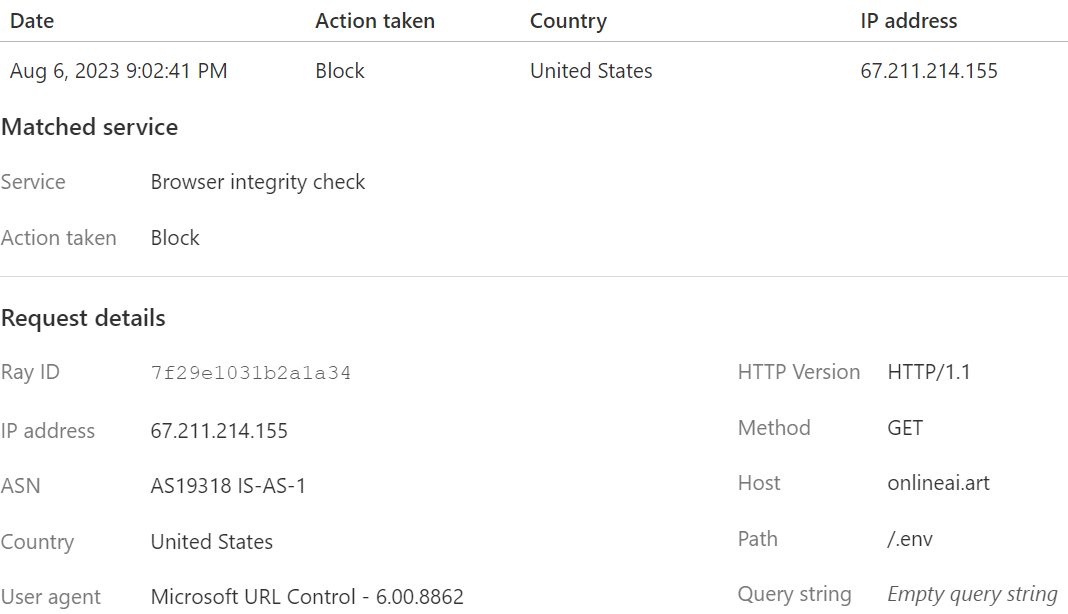 Date Action taken Country IP address
Aug 6, 2023 9:02:41 PM Block United States 67.211.214.155
Matched service
Service Browser integrity check
Action taken Block
Request details
Ray ID 7f29e1031b2a1a34 HTTP Version HTTP/1.1
IP address 67.211.214.155 Method GET
ASN AS19318 IS-AS-1 Host onlineai.art
Country United States Path /.env
User agent Microsoft URL Control - 6.00.8862 Query string Empty query string